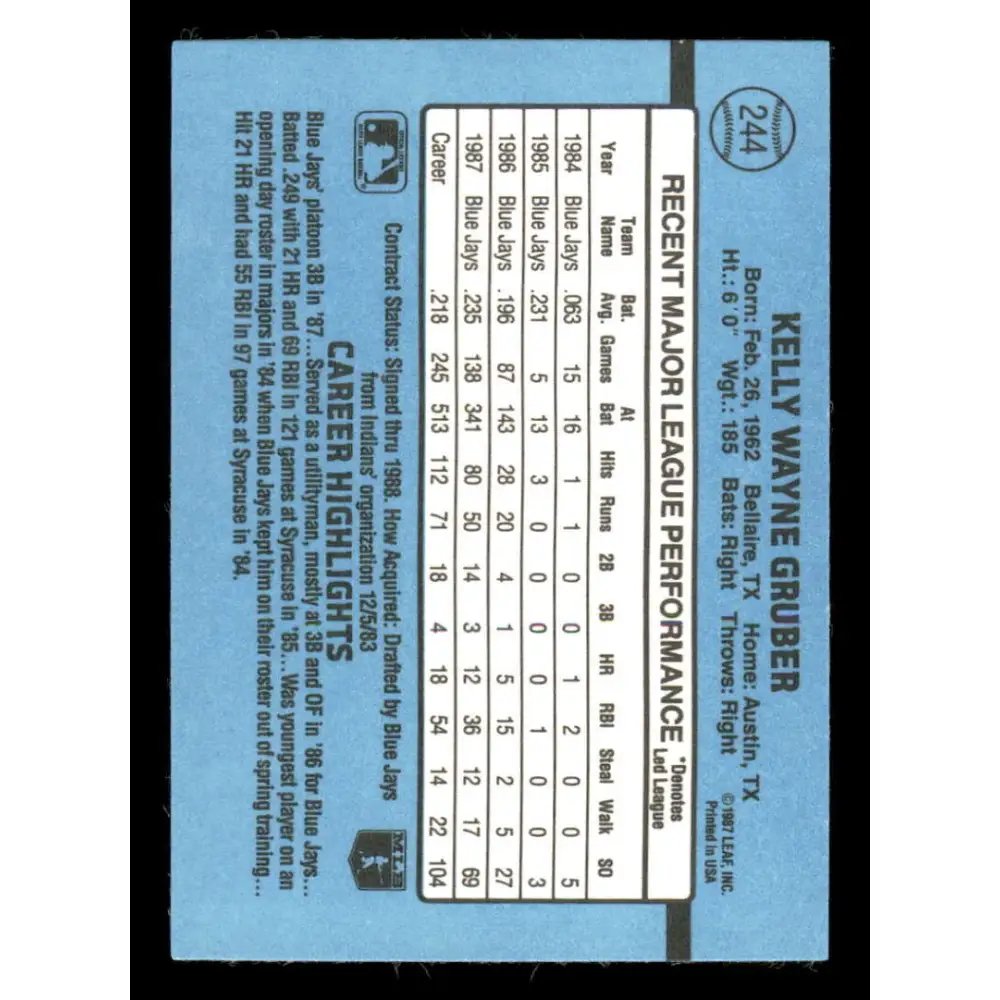 244
KELLY WAYNE GRUBER
Born: Feb. 26, 1962 Bellaire, TX Home: Austin, TX
Ht.: 6'0" Wgt.: 185 Bats: Right Throws: Right
©1987 LEAF, INC.
Printed in USA
RECENT MAJOR LEAGUE PERFORMANCE *Denotes Led League
Year Team Name Bat. Avg. Games At Bat Hits Runs 2B 3B HR RBI Steal Walk SO
1984 Blue Jays .063 15 16 1 1 0 0 1 2 0 0 5
1985 Blue Jays .231 5 13 3 0 0 0 0 1 0 0 3
1986 Blue Jays .196 87 143 28 20 4 1 5 15 2 5 27
1987 Blue Jays .235 138 341 80 50 14 3 12 36 12 17 69
Career .218 245 513 112 71 18 4 18 54 14 22 104
Contract Status: Signed thru 1988. How Acquired: Drafted by Blue Jays
from Indians' organization 12/5/83
MLB
CAREER HIGHLIGHTS
Blue Jays' platoon 3B in '87...Served as a utilityman, mostly at 3B and OF in '86 for Blue Jays...
Batted .249 with 21 HR and 69 RBI in 121 games at Syracuse in '85...Was youngest player on an
opening day roster in majors in '84 when Blue Jays kept him on their roster out of spring training...
Hit 21 HR and had 55 RBI in 97 games at Syracuse in '84.